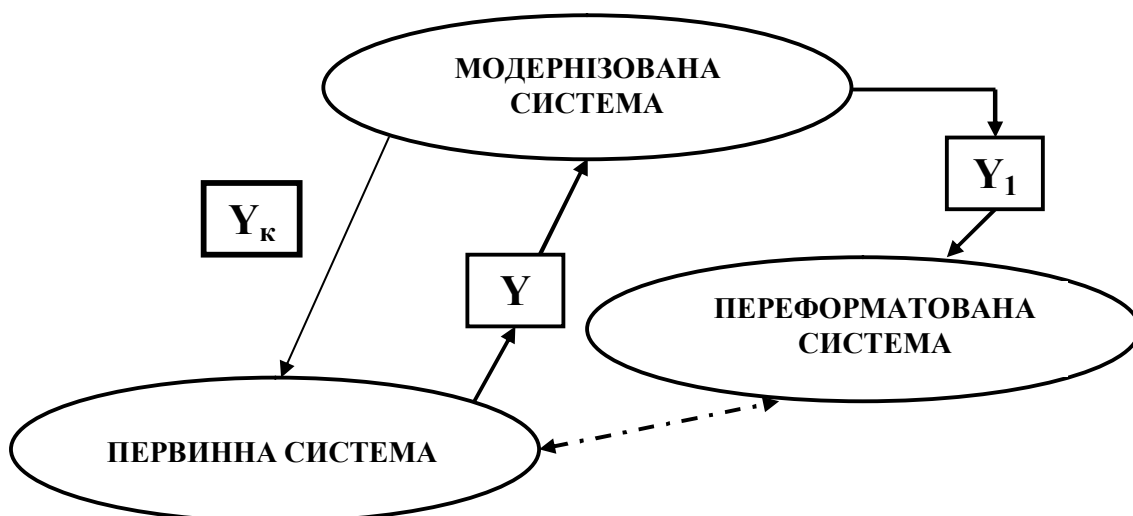 МОДЕРНІЗОВАНА
СИСТЕМА
Y₁
Yк
Y
ПЕРЕФОРМАТОВАНА
СИСТЕМА
ПЕРВИННА СИСТЕМА